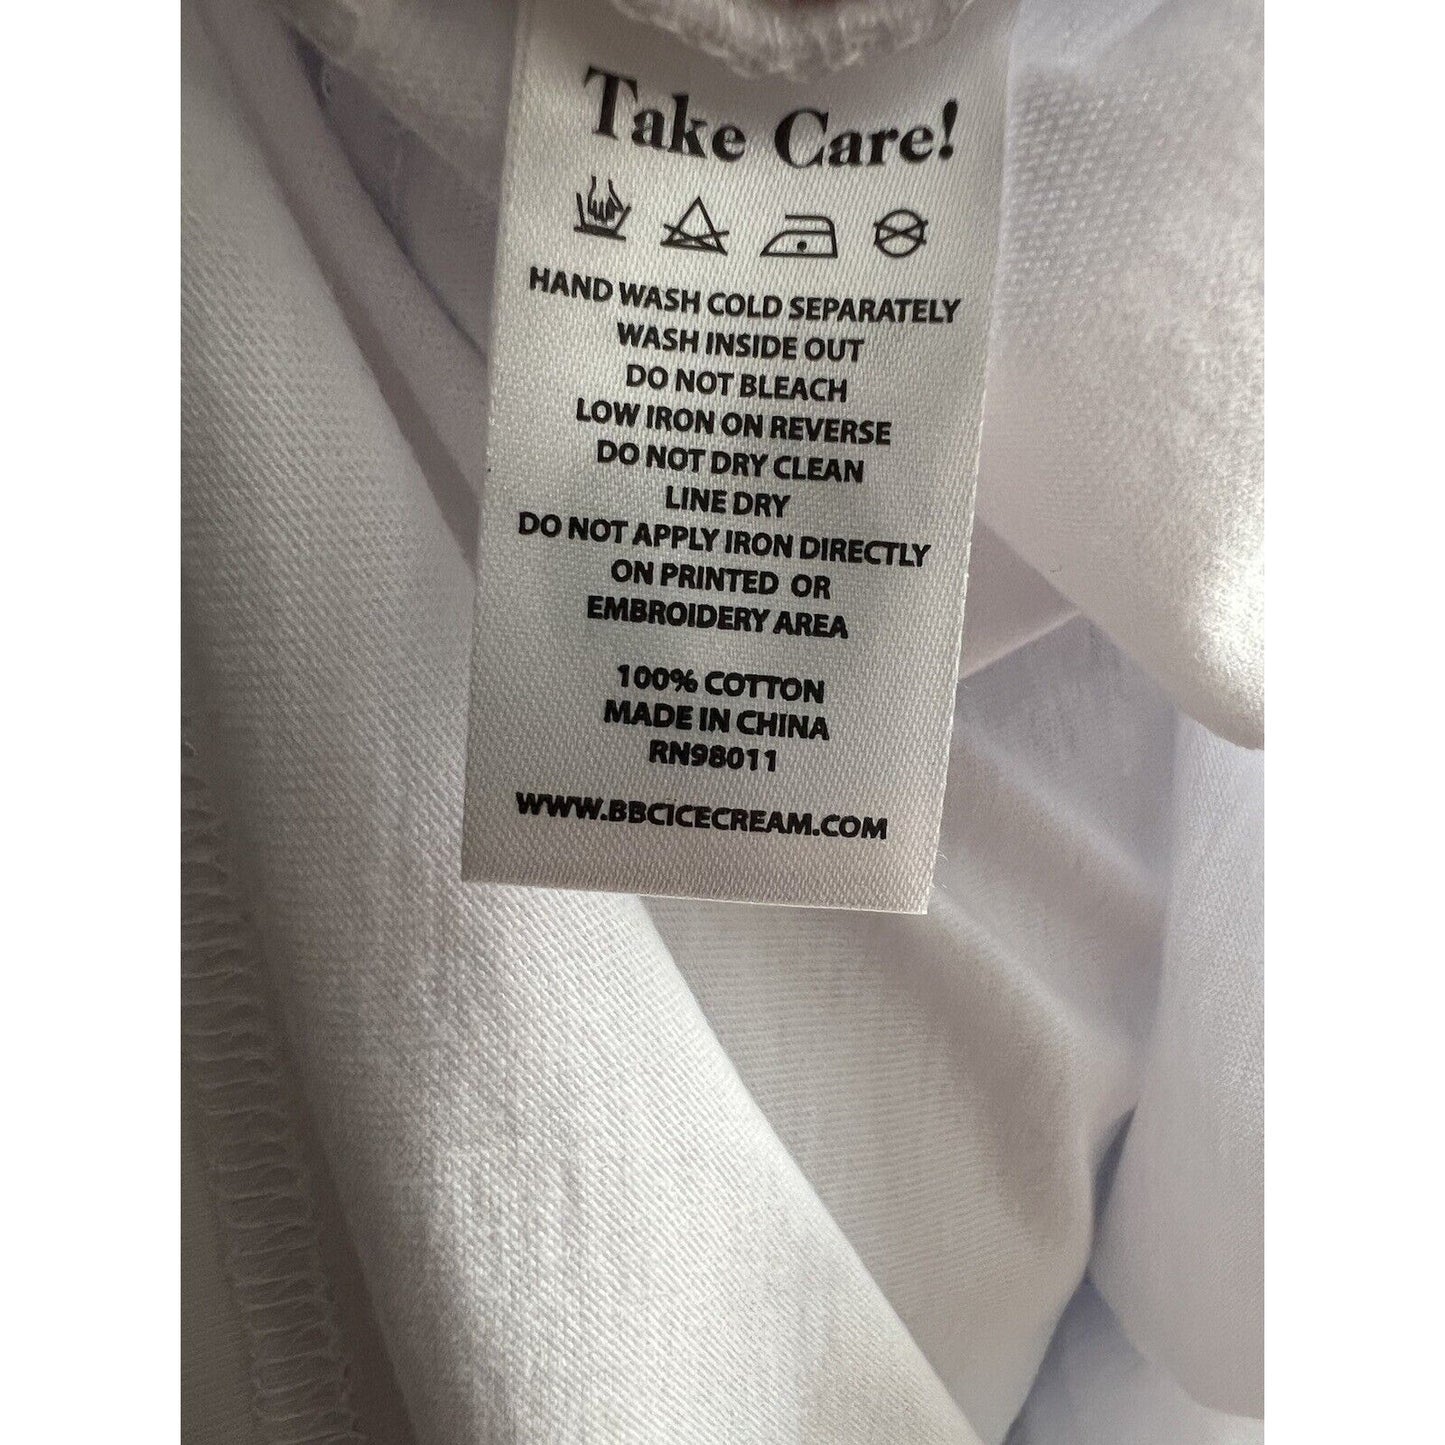 Take Care!
HAND WASH COLD SEPARATELY
WASH INSIDE OUT
DO NOT BLEACH
LOW IRON ON REVERSE
DO NOT DRY CLEAN
LINE DRY
DO NOT APPLY IRON DIRECTLY
ON PRINTED OR
EMBROIDERY AREA
100% COTTON
MADE IN CHINA
RN98011
WWW.BBCICECREAM.COM